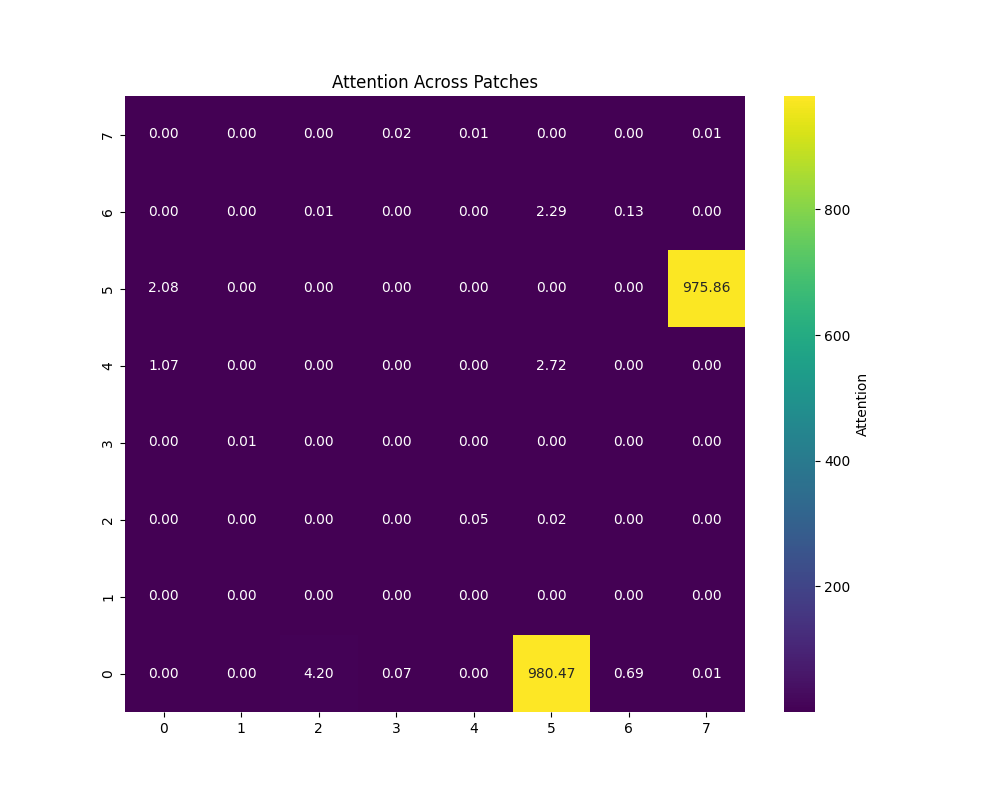 Attention Across Patches
7 0.00 0.00 0.00 0.02 0.01 0.00 0.00 0.01
6 0.00 0.00 0.01 0.00 0.00 2.29 0.13 0.00
5 2.08 0.00 0.00 0.00 0.00 0.00 0.00 975.86
4 1.07 0.00 0.00 0.00 0.00 2.72 0.00 0.00
3 0.00 0.01 0.00 0.00 0.00 0.00 0.00 0.00
2 0.00 0.00 0.00 0.00 0.05 0.02 0.00 0.00
1 0.00 0.00 0.00 0.00 0.00 0.00 0.00 0.00
0 0.00 0.00 4.20 0.07 0.00 980.47 0.69 0.01
0 1 2 3 4 5 6 7
800
600
400
200
Attention